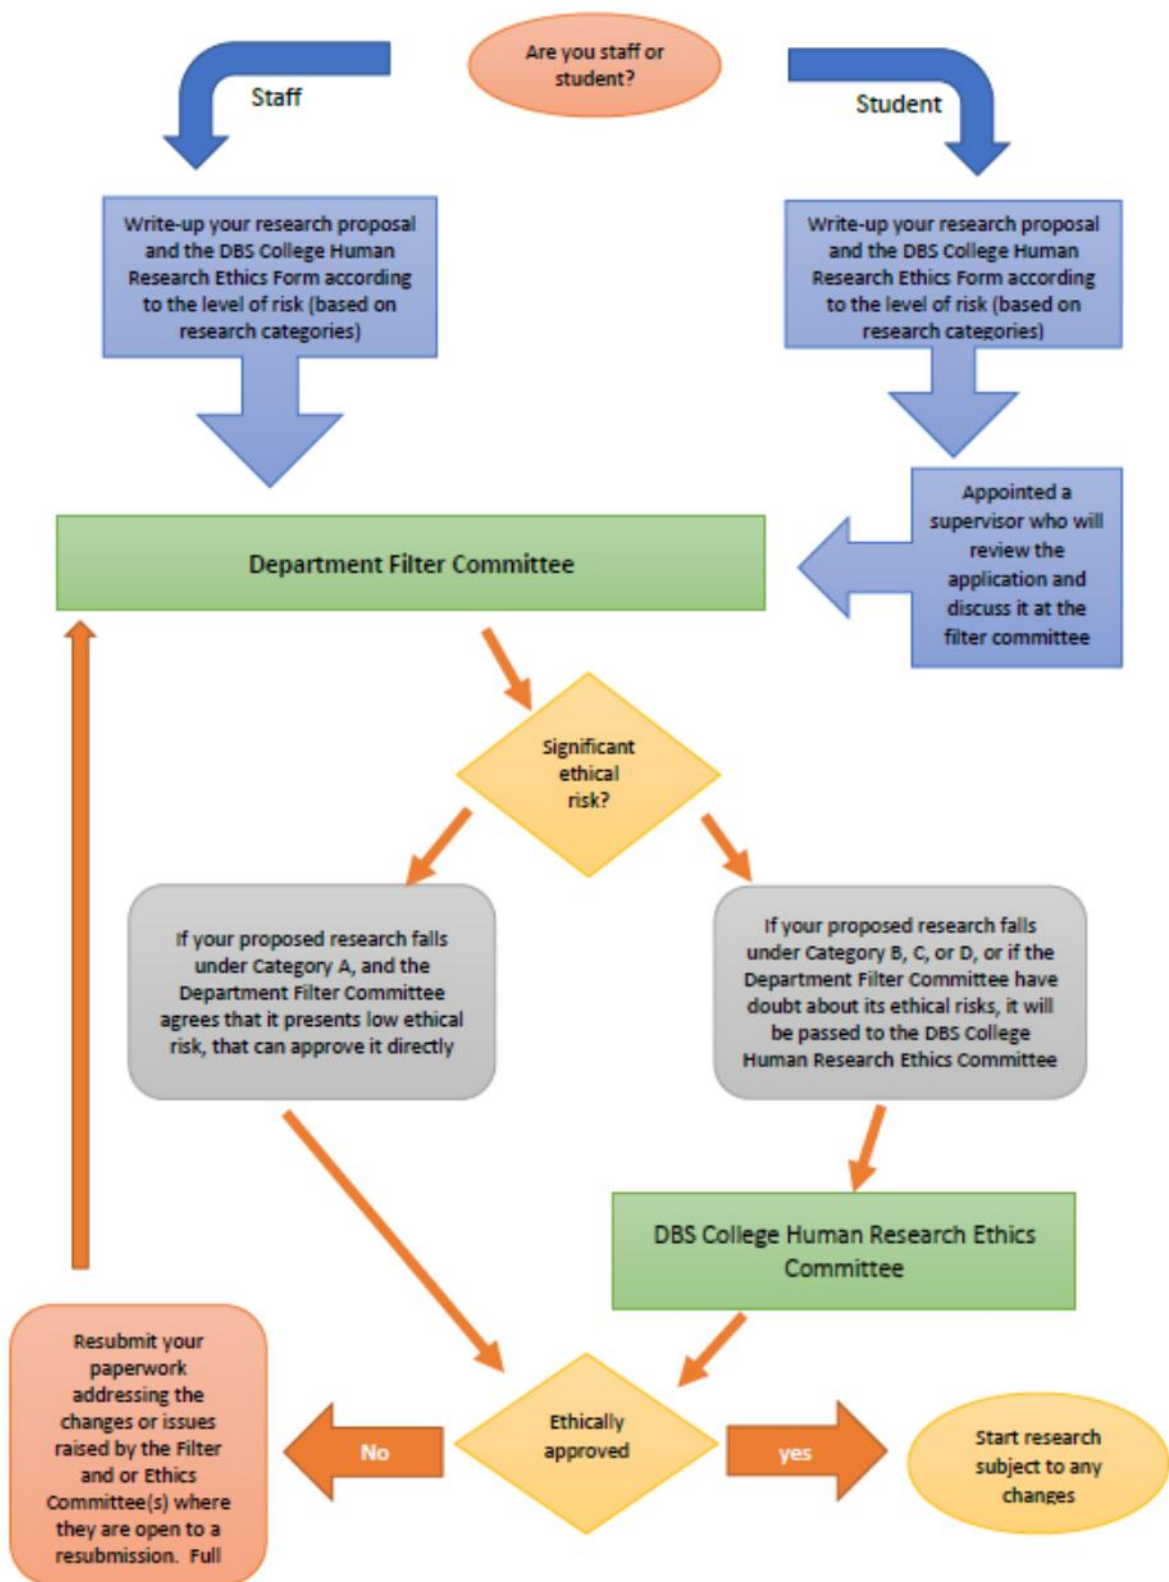 Are you staff or
student?
Staff
Student
Write-up your research proposal
and the DBS College Human
Research Ethics Form according
to the level of risk (based on
research categories)
Write-up your research proposal
and the DBS College Human
Research Ethics Form according
to the level of risk (based on
research categories)
Appointed a
supervisor who will
review the
application and
discuss it at the
filter committee
Department Filter Committee
Significant
ethical
risk?
If your proposed research falls
under Category A, and the
Department Filter Committee
agrees that it presents low ethical
risk, that can approve it directly
If your proposed research falls
under Category B, C, or D, or if the
Department Filter Committee have
doubt about its ethical risks, it will
be passed to the DBS College
Human Research Ethics Committee
DBS College Human Research Ethics
Committee
Resubmit your
paperwork
addressing the
changes or issues
raised by the Filter
and or Ethics
Committee(s) where
they are open to a
resubmission. Full
No
Ethically
approved
yes
Start research
subject to any
changes